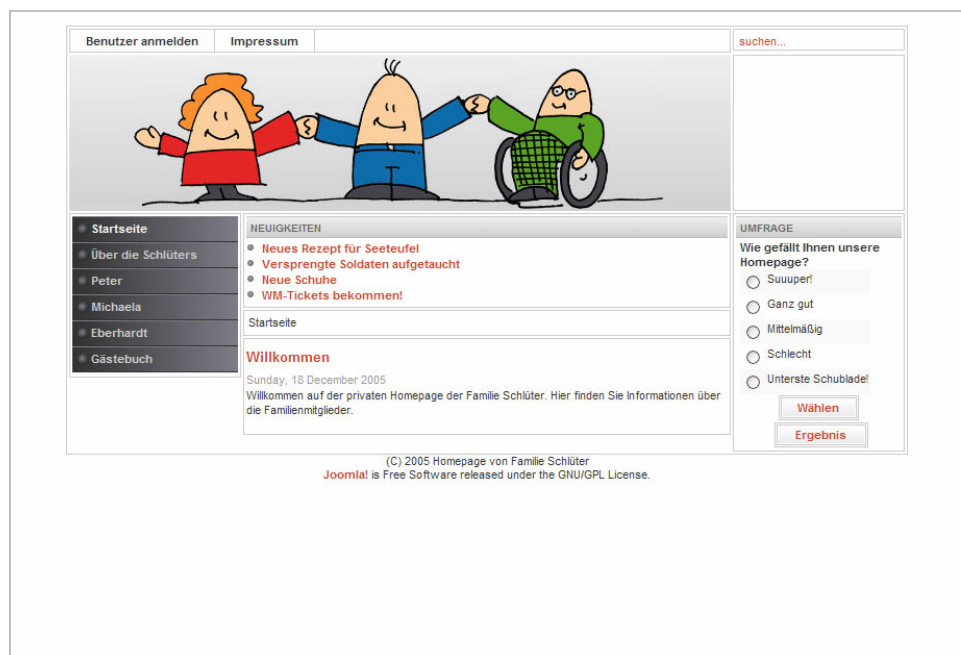 Benutzer anmelden
Impressum
suchen...
Startseite
Über die Schlüters
Peter
Michaela
Eberhardt
Gästebuch
NEUIGKEITEN
Neues Rezept für Seeteufel
Versprengte Soldaten aufgetaucht
Neue Schuhe
WM-Tickets bekommen!
Startseite
Willkommen
Sunday, 18 December 2005
Willkommen auf der privaten Homepage der Familie Schlüter. Hier finden Sie Informationen über
die Familienmitglieder.
UMFRAGE
Wie gefällt Ihnen unsere
Homepage?
Suuuper!
Ganz gut
Mittelmäßig
Schlecht
Unterste Schublade!
Wählen
Ergebnis
(C) 2005 Homepage von Familie Schlüter
Joomla! is Free Software released under the GNU/GPL License.